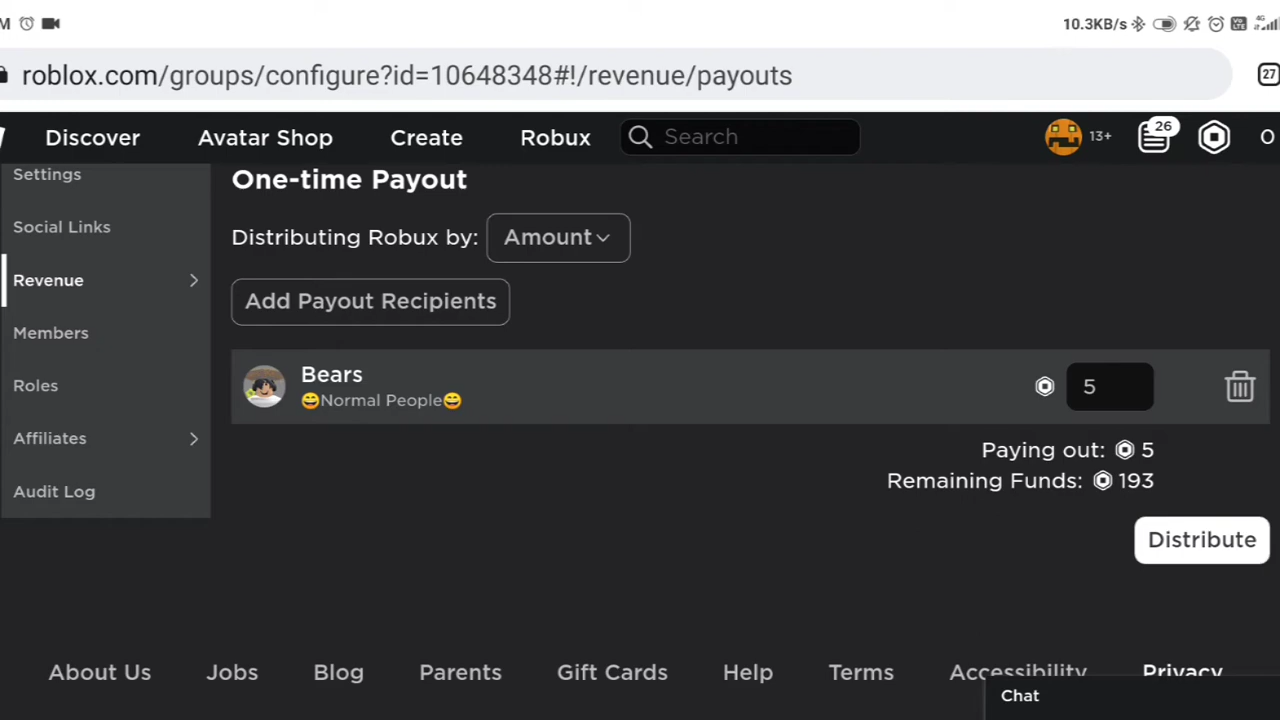 M 10.3KB/s 4G
roblox.com/groups/configure?id=10648348#!/revenue/payouts 27
Discover Avatar Shop Create Robux Search 13+ 26 0
Settings
One-time Payout
Social Links
Distributing Robux by: Amount
Revenue
Add Payout Recipients
Members
Bears
😄Normal People😄
5
Roles
Affiliates
Paying out: 5
Remaining Funds: 193
Audit Log
Distribute
About Us Jobs Blog Parents Gift Cards Help Terms Accessibility Privacy
Chat